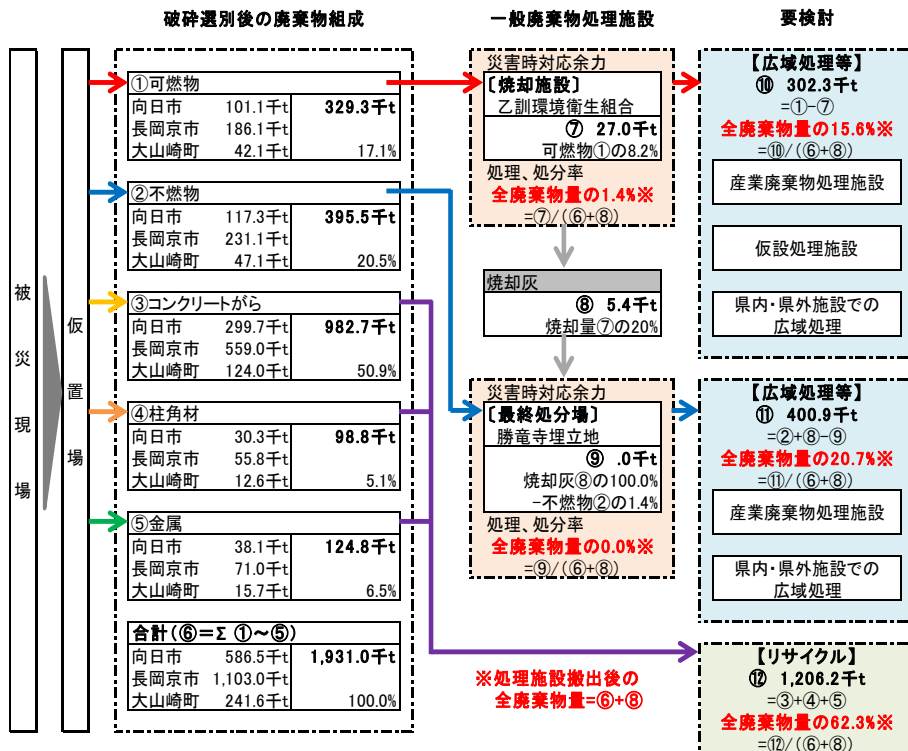 破砕選別後の廃棄物組成
一般廃棄物処理施設
要検討
被災現場
仮置場
①可燃物
向日市 101.1千t 329.3千t
長岡京市 186.1千t
大山崎町 42.1千t 17.1%
②不燃物
向日市 117.3千t 395.5千t
長岡京市 231.1千t
大山崎町 47.1千t 20.5%
③コンクリートがら
向日市 299.7千t 982.7千t
長岡京市 559.0千t
大山崎町 124.0千t 50.9%
④柱角材
向日市 30.3千t 98.8千t
長岡京市 55.8千t
大山崎町 12.6千t 5.1%
⑤金属
向日市 38.1千t 124.8千t
長岡京市 71.0千t
大山崎町 15.7千t 6.5%
合計(⑥=Σ ①~⑤)
向日市 586.5千t 1,931.0千t
長岡京市 1,103.0千t
大山崎町 241.6千t 100.0%
災害時対応余力
〔焼却施設〕
乙訓環境衛生組合
⑦ 27.0千t
可燃物①の8.2%
処理、処分率
全廃棄物量の1.4%※
=⑦/(⑥+⑧)
焼却灰
⑧ 5.4千t
焼却量⑦の20%
災害時対応余力
〔最終処分場〕
勝竜寺埋立地
⑨ .0千t
焼却灰⑧の100.0%
-不燃物②の1.4%
処理、処分率
全廃棄物量の0.0%※
=⑨/(⑥+⑧)
※処理施設搬出後の
全廃棄物量=⑥+⑧
【広域処理等】
⑩ 302.3千t
=①-⑦
全廃棄物量の15.6%※
=⑩/(⑥+⑧)
産業廃棄物処理施設
仮設処理施設
県内・県外施設での
広域処理
【広域処理等】
⑪ 400.9千t
=②+⑧-⑨
全廃棄物量の20.7%※
=⑪/(⑥+⑧)
産業廃棄物処理施設
県内・県外施設での
広域処理
【リサイクル】
⑫ 1,206.2千t
=③+④+⑤
全廃棄物量の62.3%※
=⑫/(⑥+⑧)